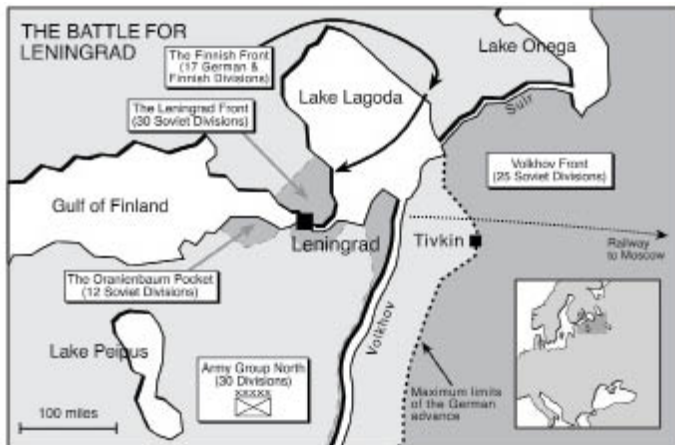 THE BATTLE FOR
LENINGRAD
The Finnish Front
(17 German &
Finnish Divisions)
Lake Onega
The Leningrad Front
(30 Soviet Divisions)
Lake Lagoda
Suir
Volkhov Front
(25 Soviet Divisions)
Gulf of Finland
Leningrad
Tivkin
Railway
to Moscow
The Oranienbaum Pocket
(12 Soviet Divisions)
Volkhov
Lake Peipus
Army Group North
(30 Divisions)
XXXXX
Maximum limits
of the German
advance
100 miles